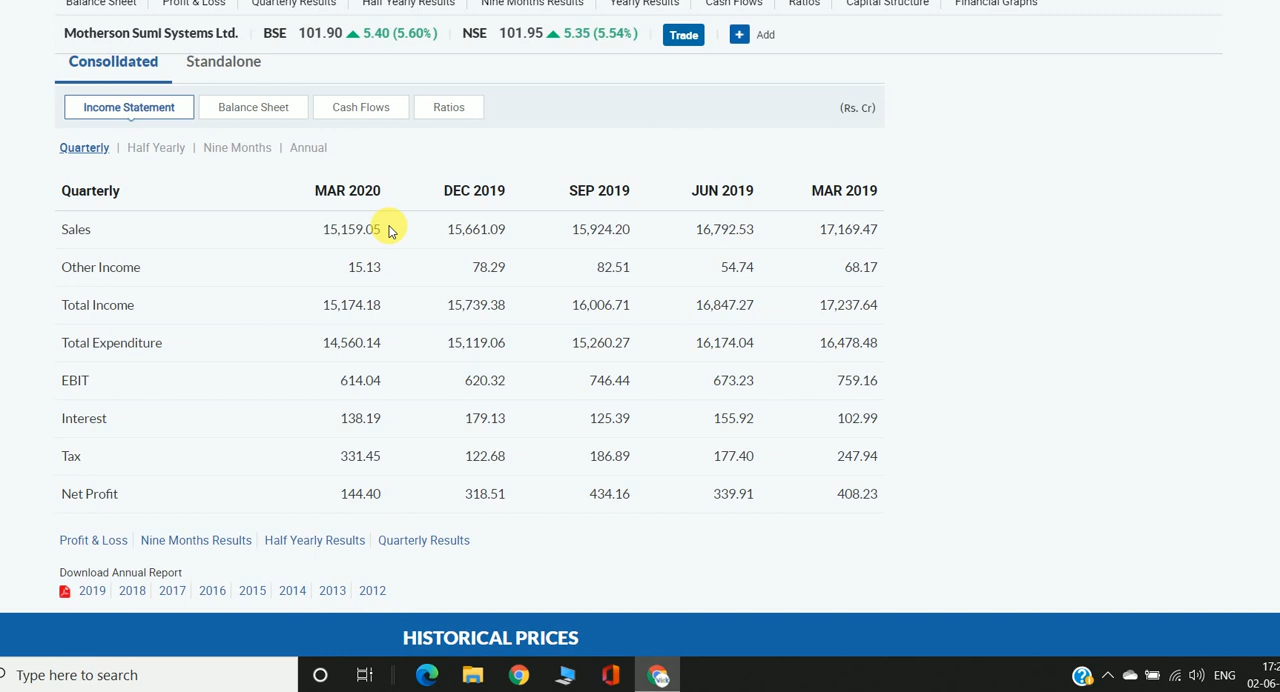 Balance Sheet Profit & Loss Quarterly Results Half Yearly Results Nine Months Results Yearly Results Cash Flows Ratios Capital Structure Financial Graphs
Motherson Sumi Systems Ltd. BSE 101.90 5.40 (5.60%) NSE 101.95 5.35 (5.54%) Trade + Add
Consolidated Standalone
Income Statement Balance Sheet Cash Flows Ratios (Rs. Cr)
Quarterly | Half Yearly | Nine Months | Annual
Quarterly MAR 2020 DEC 2019 SEP 2019 JUN 2019 MAR 2019
Sales 15,159.05 15,661.09 15,924.20 16,792.53 17,169.47
Other Income 15.13 78.29 82.51 54.74 68.17
Total Income 15,174.18 15,739.38 16,006.71 16,847.27 17,237.64
Total Expenditure 14,560.14 15,119.06 15,260.27 16,174.04 16,478.48
EBIT 614.04 620.32 746.44 673.23 759.16
Interest 138.19 179.13 125.39 155.92 102.99
Tax 331.45 122.68 186.89 177.40 247.94
Net Profit 144.40 318.51 434.16 339.91 408.23
Profit & Loss Nine Months Results Half Yearly Results Quarterly Results
Download Annual Report
2019 2018 2017 2016 2015 2014 2013 2012
HISTORICAL PRICES
Type here to search ENG 17:2
02-06-